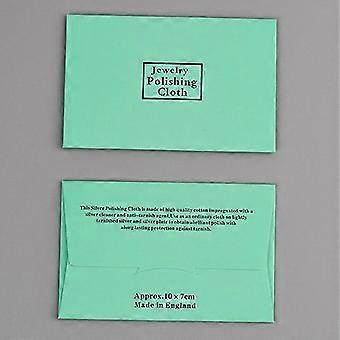 Jewelry
Polishing
Cloth
This Silver Polishing Cloth is made of high quality cotton impregnated with a
silver cleaner and anti-tarnish agent.Use as an ordinary cloth on lightly
tarnished silver and silver plate to obtain abrilliant polish with
along lasting protection against tarnish.
Approx.10×7cm
Made in England